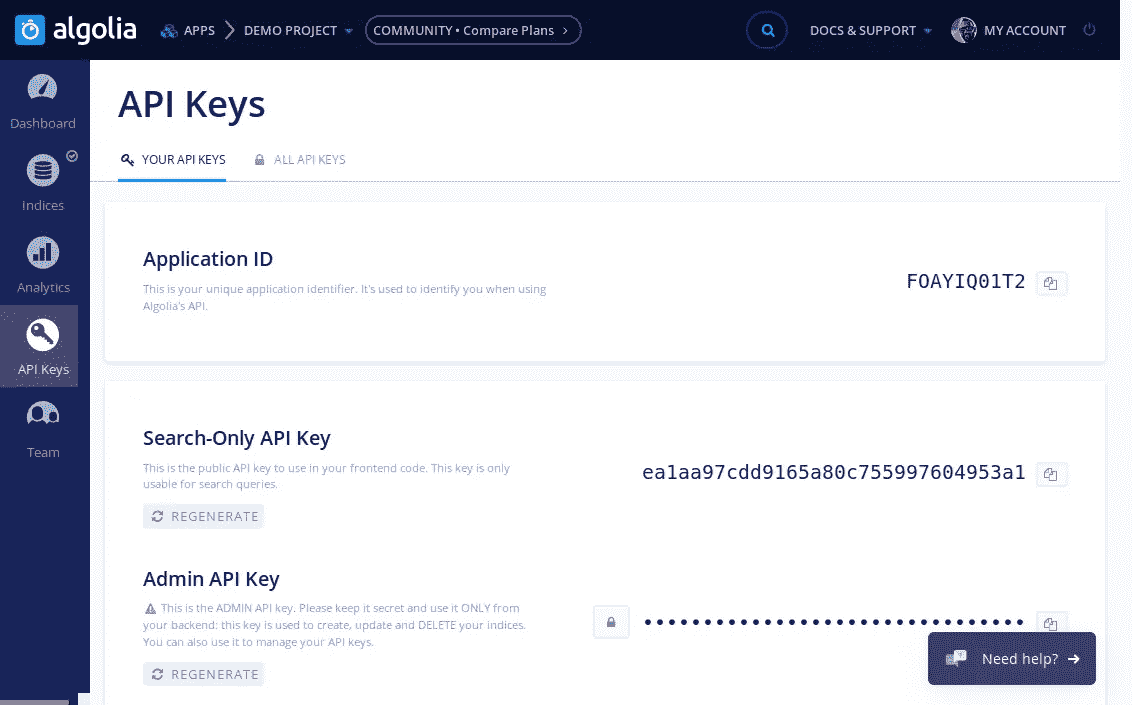 algolia
APPS
DEMO PROJECT
COMMUNITY • Compare Plans
DOCS & SUPPORT
MY ACCOUNT
Dashboard
Indices
Analytics
API Keys
Team
API Keys
YOUR API KEYS
ALL API KEYS
Application ID
This is your unique application identifier. It's used to identify you when using
Algolia's API.
FOAYIQ01T2
Search-Only API Key
This is the public API key to use in your frontend code. This key is only
usable for search queries.
ea1aa97cdd9165a80c755997604953a1
REGENERATE
Admin API Key
This is the ADMIN API key. Please keep it secret and use it ONLY from
your backend: this key is used to create, update and DELETE your indices.
You can also use it to manage your API keys.
REGENERATE
Need help?